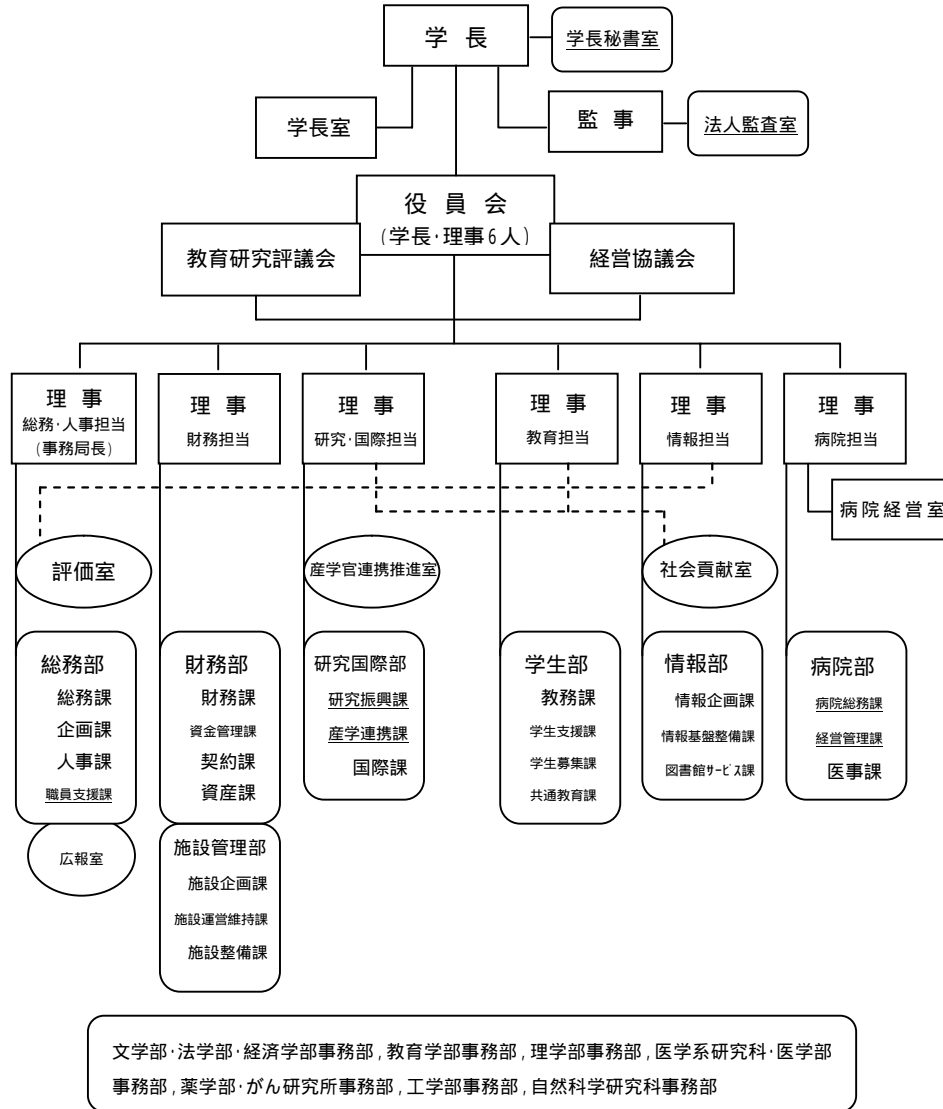 学長
学長秘書室
学長室
監事
法人監査室
役員会
(学長・理事6人)
教育研究評議会
経営協議会
理事
総務・人事担当
(事務局長)
理事
財務担当
理事
研究・国際担当
理事
教育担当
理事
情報担当
理事
病院担当
病院経営室
評価室
産学官連携推進室
社会貢献室
総務部
総務課
企画課
人事課
職員支援課
広報室
財務部
財務課
資金管理課
契約課
資産課
施設管理部
施設企画課
施設運営維持課
施設整備課
研究国際部
研究振興課
産学連携課
国際課
学生部
教務課
学生支援課
学生募集課
共通教育課
情報部
情報企画課
情報基盤整備課
図書館サービス課
病院部
病院総務課
経営管理課
医事課
文学部・法学部・経済学部事務部,教育学部事務部,理学部事務部,医学系研究科・医学部
事務部,薬学部・がん研究所事務部,工学部事務部,自然科学研究科事務部